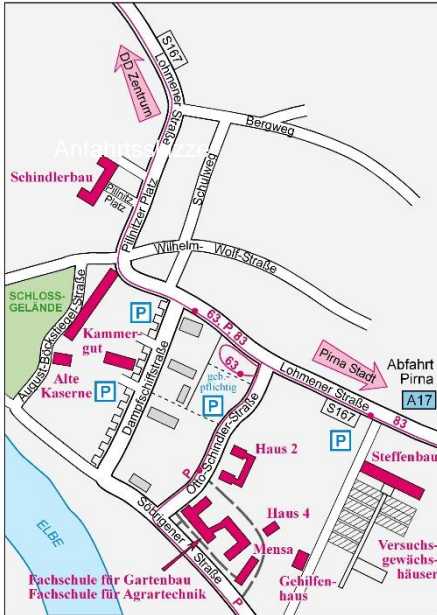 S167
DD Zentrum
Lohmener
Straße
Bergweg
Anfahrtsskizze
Schindlerbau
Pillnitz.
Platz
Pillnitzer Platz
Schulweg
Wilhelm-
Wolf-Straße
SCHLOSS-
GELÄNDE
August-Böckstiegel-Straße
Kammer-
gut
Alte
Kaserne
P
P
Dampfschiffstraße
63, P 83
63
geb.
pflichtig
P
Lohmener Straße
Pirna Stadt
Abfahrt
Pirna
A17
S167
83
P
Otto-Schindler-Straße
P
Haus 2
Haus 4
Mensa
Steffenbau
Versuchs-
gewächs-
häuser
Gehilfen-
haus
ELBE
Söbrigener Straße
Fachschule für Gartenbau
Fachschule für Agrartechnik
P